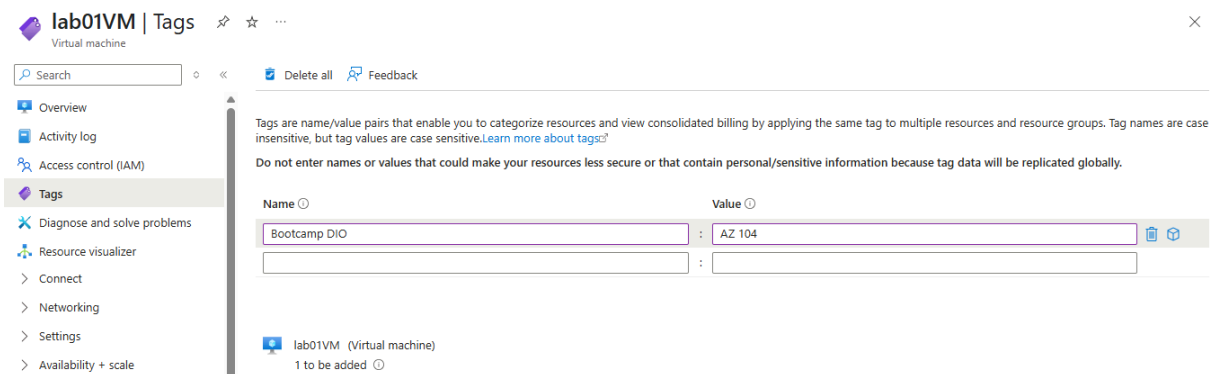 lab01VM | Tags
Virtual machine
Search
Delete all
Feedback
Overview
Activity log
Access control (IAM)
Tags
Diagnose and solve problems
Resource visualizer
Connect
Networking
Settings
Availability + scale
Tags are name/value pairs that enable you to categorize resources and view consolidated billing by applying the same tag to multiple resources and resource groups. Tag names are case
insensitive, but tag values are case sensitive.Learn more about tags
Do not enter names or values that could make your resources less secure or that contain personal/sensitive information because tag data will be replicated globally.
Name
Value
Bootcamp DIO : AZ 104
:
lab01VM (Virtual machine)
1 to be added